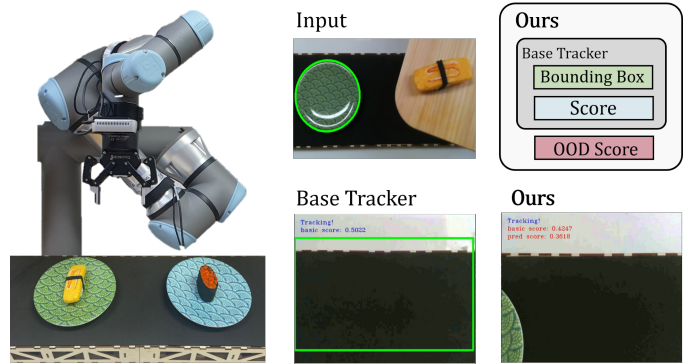 Input
Ours
Base Tracker
Bounding Box
Score
OOD Score
Base Tracker
Tracking!
basic score: 0.5022
Ours
Tracking!
basic score: 0.4247
pred score: 0.3618